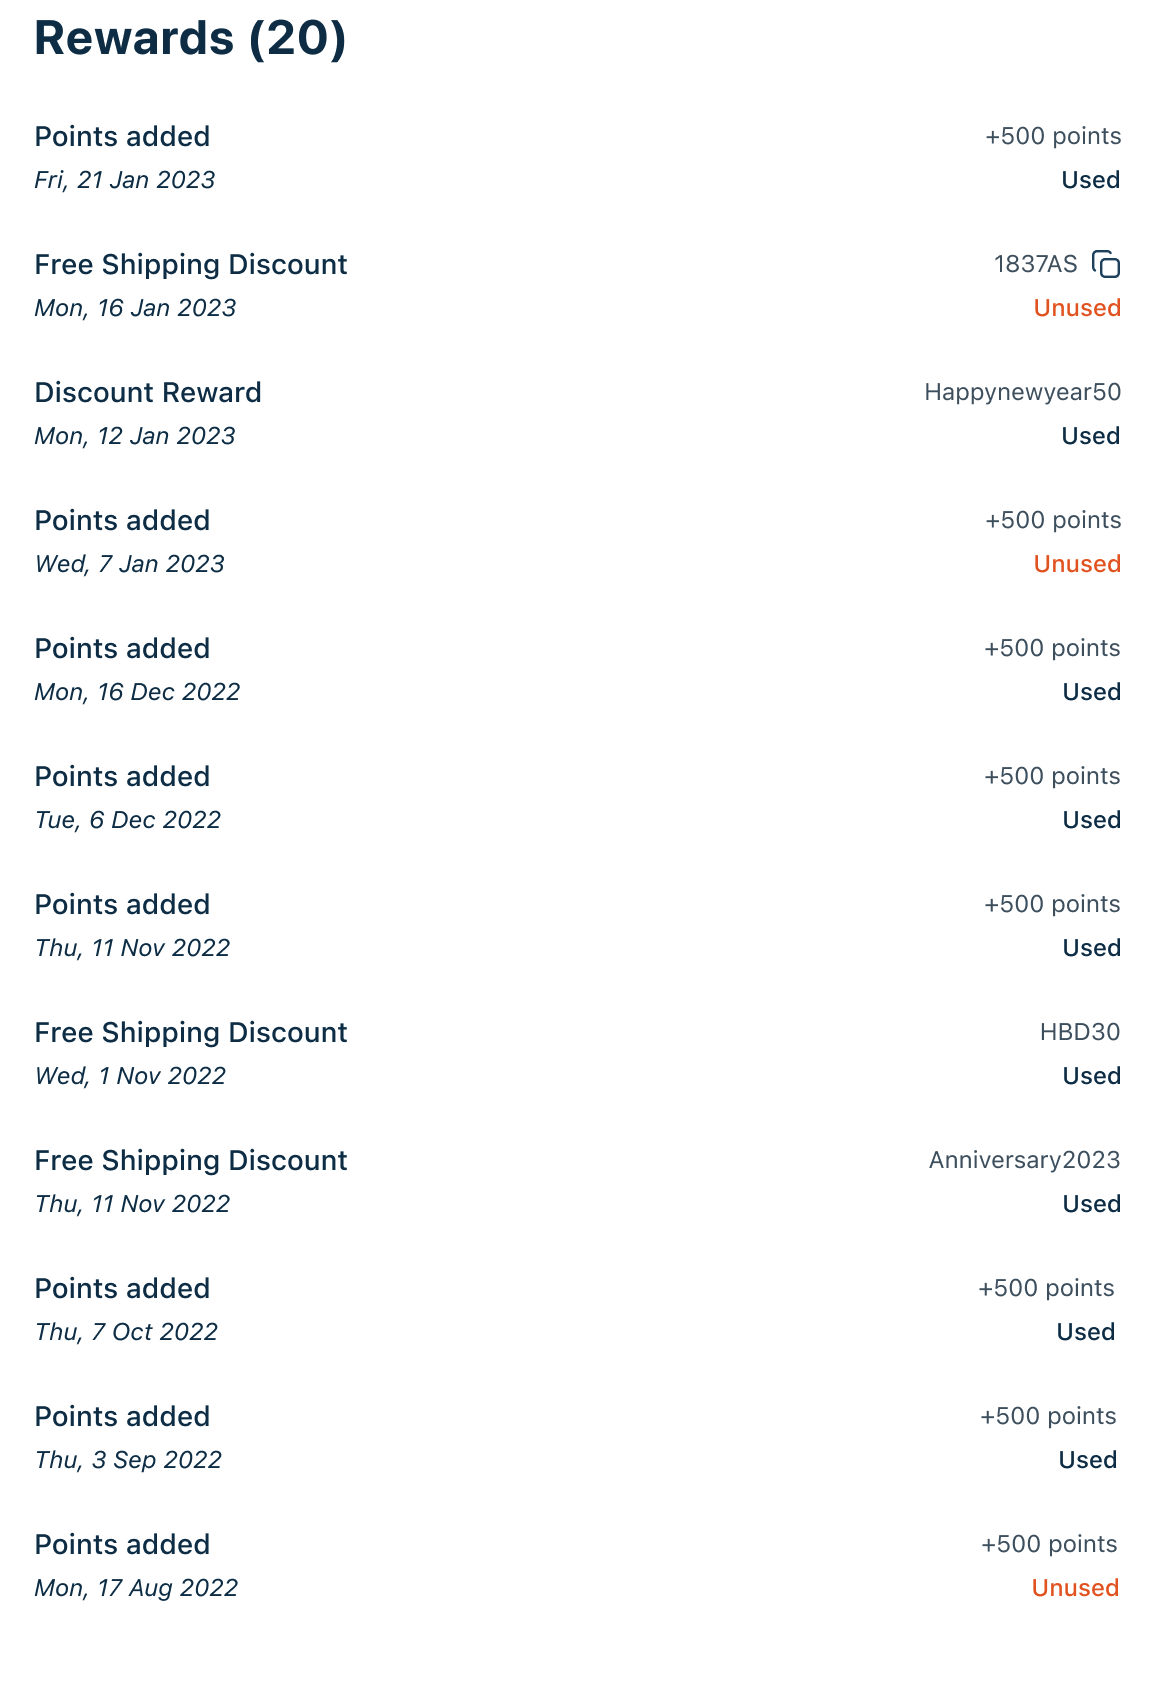 Rewards (20)
Points added +500 points
Fri, 21 Jan 2023 Used
Free Shipping Discount 1837AS
Mon, 16 Jan 2023 Unused
Discount Reward Happynewyear50
Mon, 12 Jan 2023 Used
Points added +500 points
Wed, 7 Jan 2023 Unused
Points added +500 points
Mon, 16 Dec 2022 Used
Points added +500 points
Tue, 6 Dec 2022 Used
Points added +500 points
Thu, 11 Nov 2022 Used
Free Shipping Discount HBD30
Wed, 1 Nov 2022 Used
Free Shipping Discount Anniversary2023
Thu, 11 Nov 2022 Used
Points added +500 points
Thu, 7 Oct 2022 Used
Points added +500 points
Thu, 3 Sep 2022 Used
Points added +500 points
Mon, 17 Aug 2022 Unused